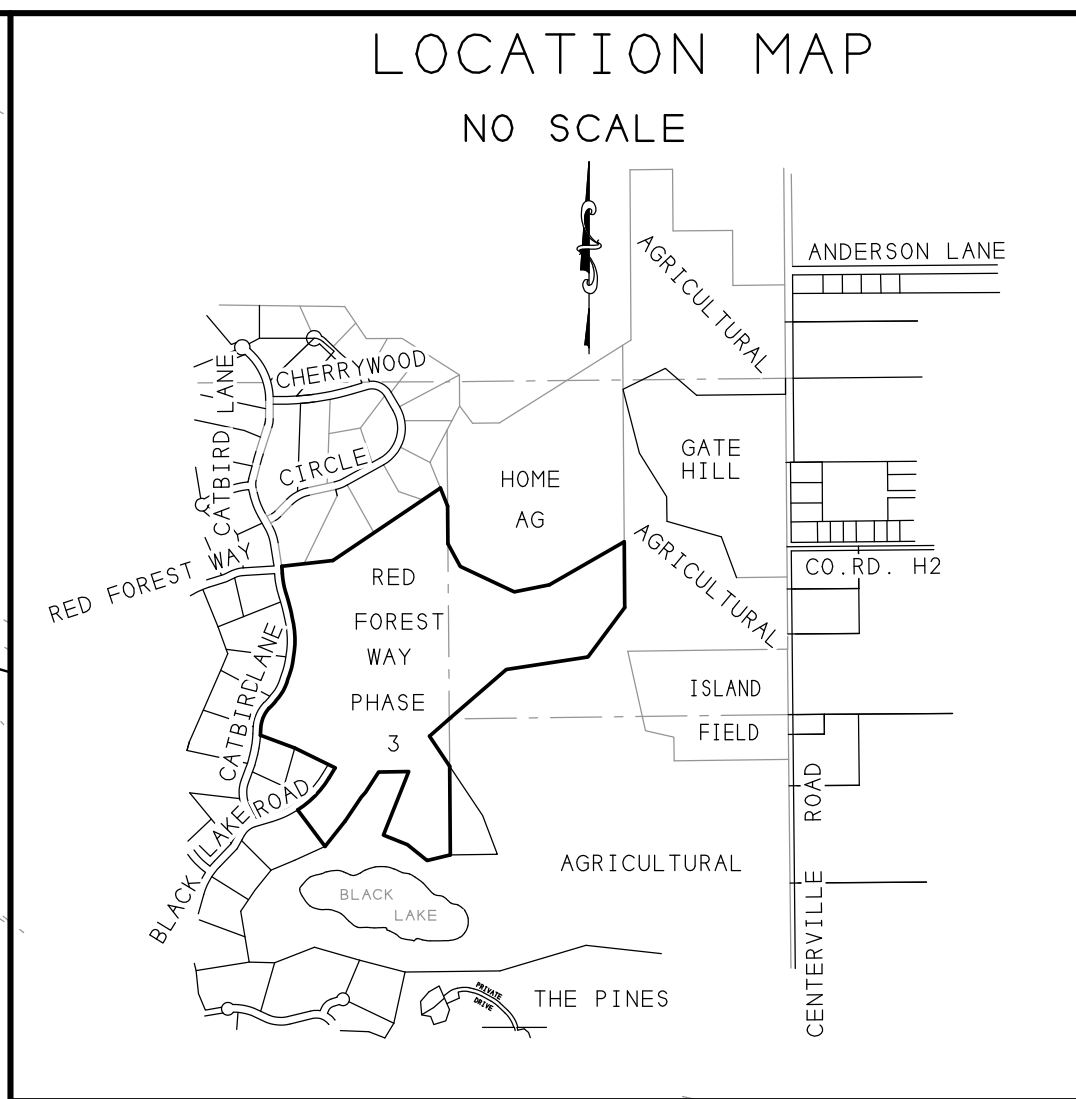 LOCATION MAP
NO SCALE
AGRICULTURAL
ANDERSON LANE
CHERRYWOOD
CATBIRD LANE
CIRCLE
HOME
AG
GATE
HILL
RED FOREST WAY
AGRICULTURAL
CO.RD. H2
RED
FOREST
WAY
PHASE
3
CATBIRD LANE
ISLAND
FIELD
BLACK LAKE ROAD
CENTERVILLE ROAD
AGRICULTURAL
BLACK
LAKE
PRIVATE
DRIVE
THE PINES